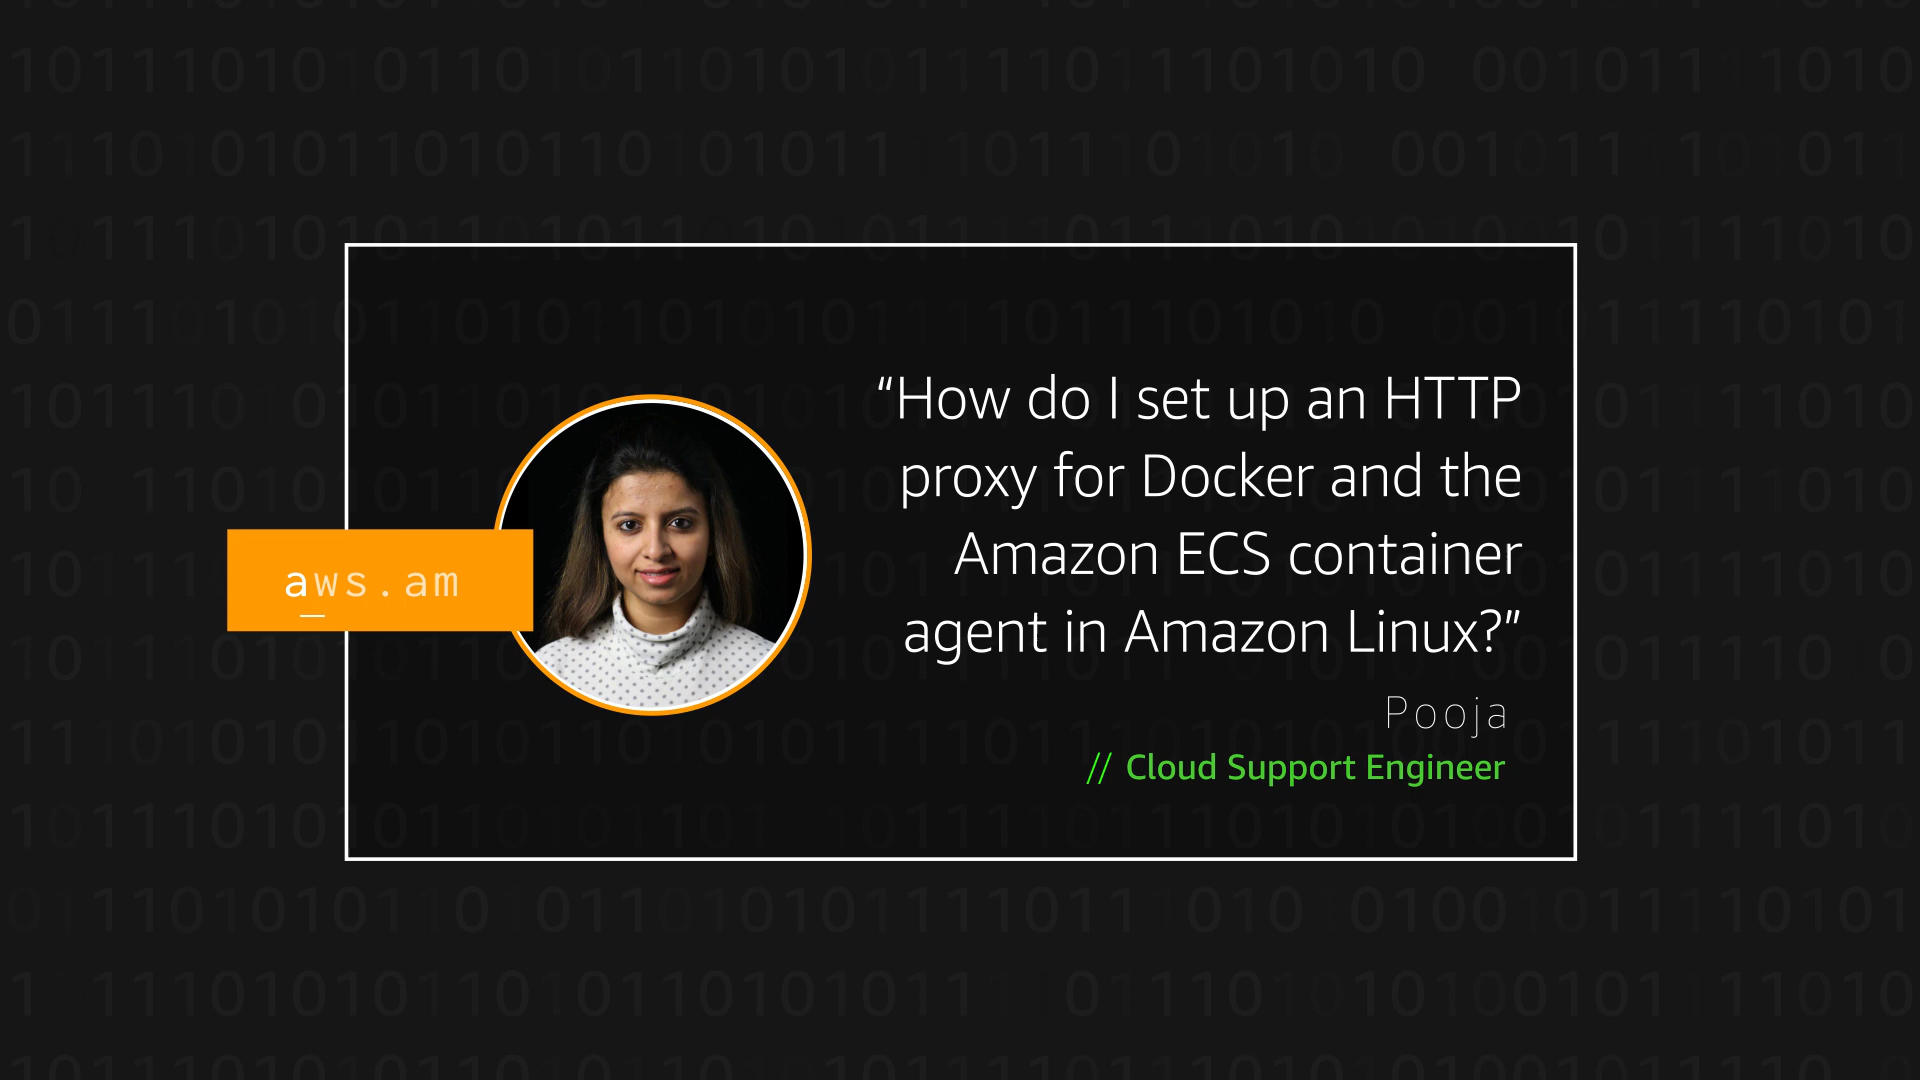 aws.am
“How do I set up an HTTP
proxy for Docker and the
Amazon ECS container
agent in Amazon Linux?”
Pooja
// Cloud Support Engineer